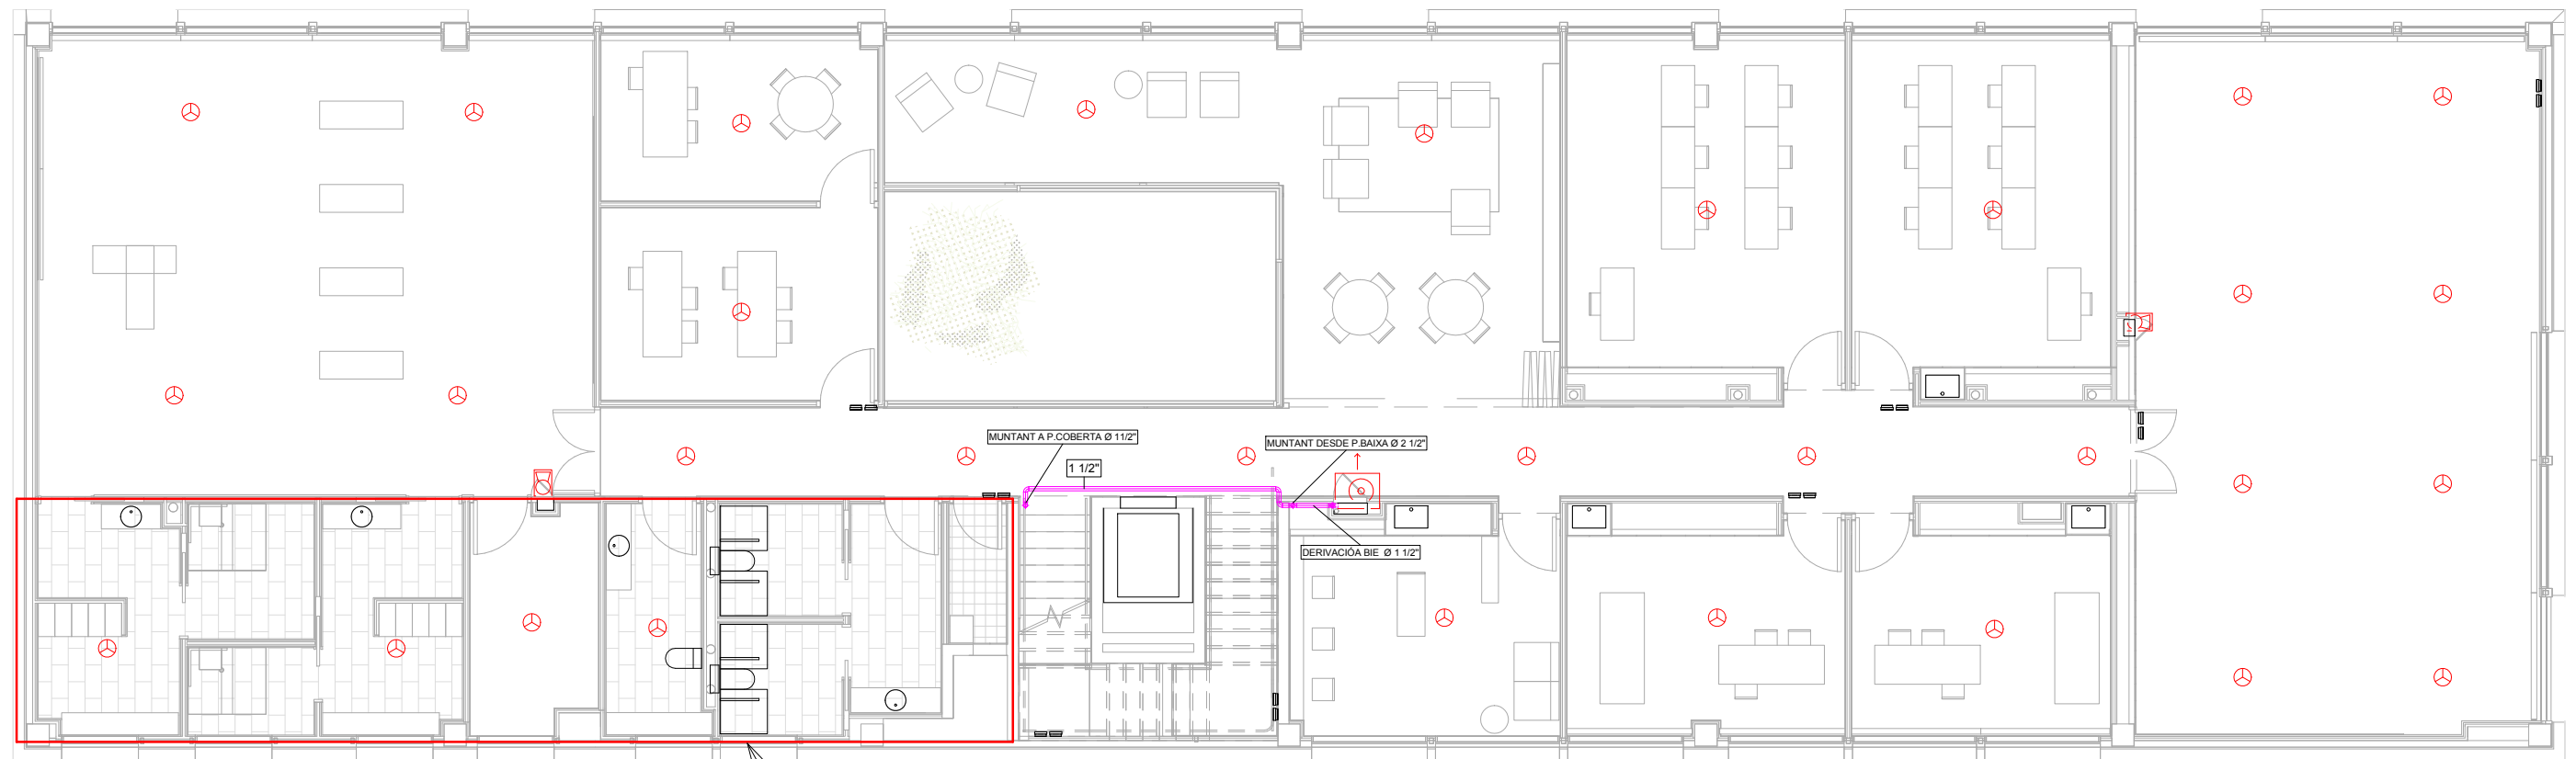 MUNTANT A P.COBERTA Ø 11/2"
MUNTANT DESDE P.BAIXA Ø 2 1/2"
1 1/2"
DERIVACIÓA BIE Ø 1 1/2"